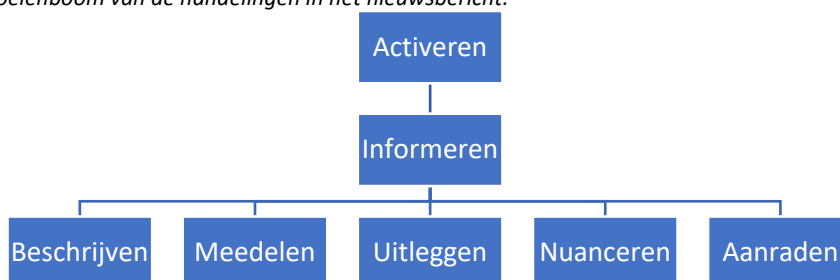 van de handelingen in het nieuwsbericht.
Activeren
Informeren
Beschrijven Meedelen Uitleggen Nuanceren Aanraden